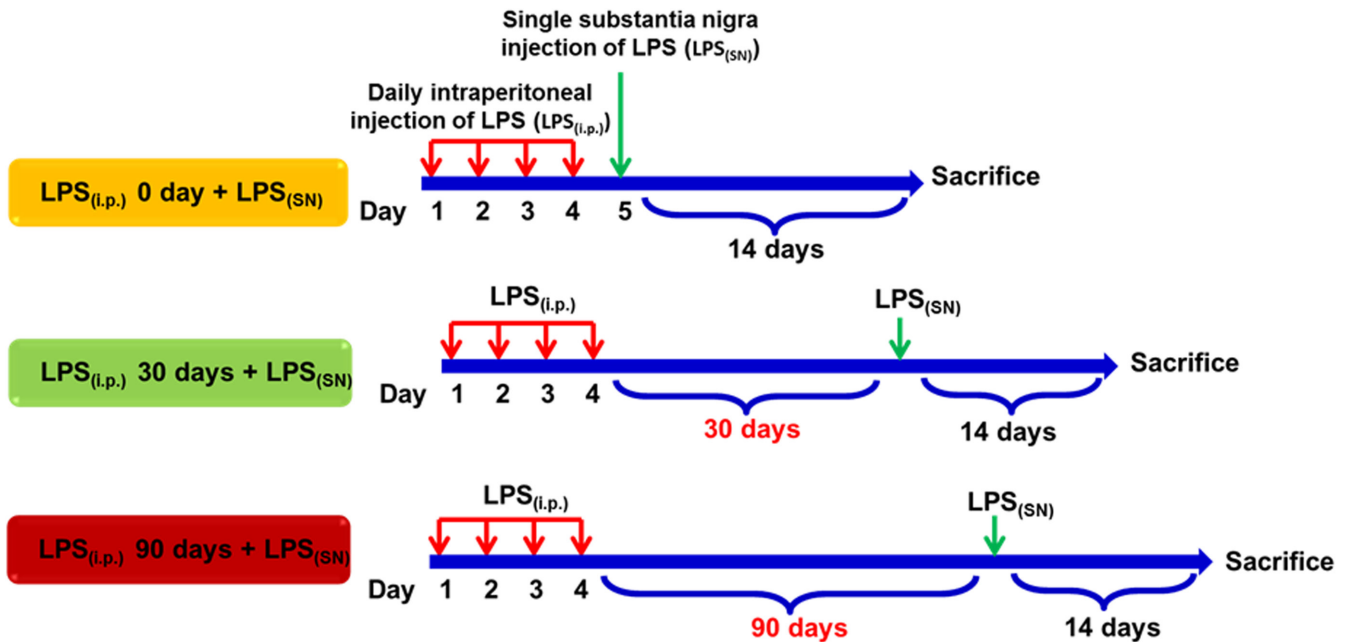 Single substantia nigra
injection of LPS (LPS(SN))
Daily intraperitoneal
injection of LPS (LPS(i.p.))
LPS(i.p.) 0 day + LPS(SN)
Sacrifice
Day 1 2 3 4 5
14 days
LPS(i.p.)
LPS(SN)
LPS(i.p.) 30 days + LPS(SN)
Sacrifice
Day 1 2 3 4
30 days
14 days
LPS(i.p.)
LPS(SN)
LPS(i.p.) 90 days + LPS(SN)
Sacrifice
Day 1 2 3 4
90 days
14 days